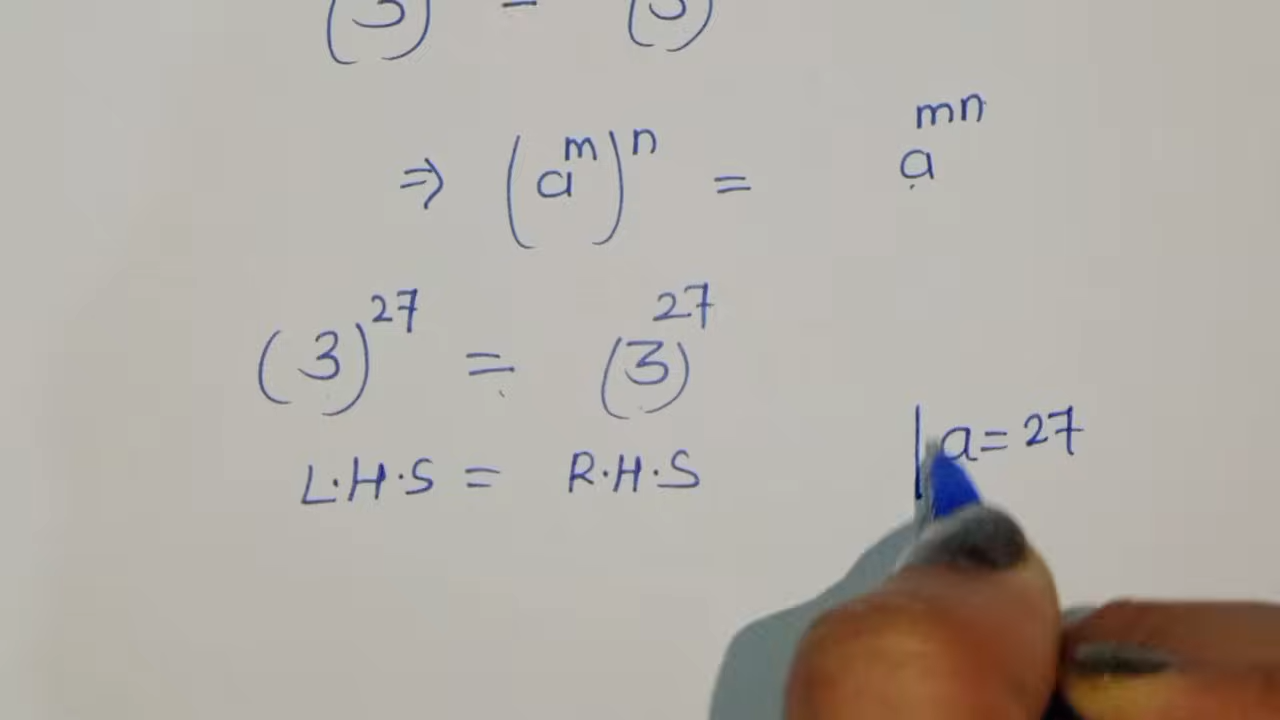 ⇒ (a^m)^n = a^mn
(3)^27 = (3)^27
a = 27
L.H.S = R.H.S